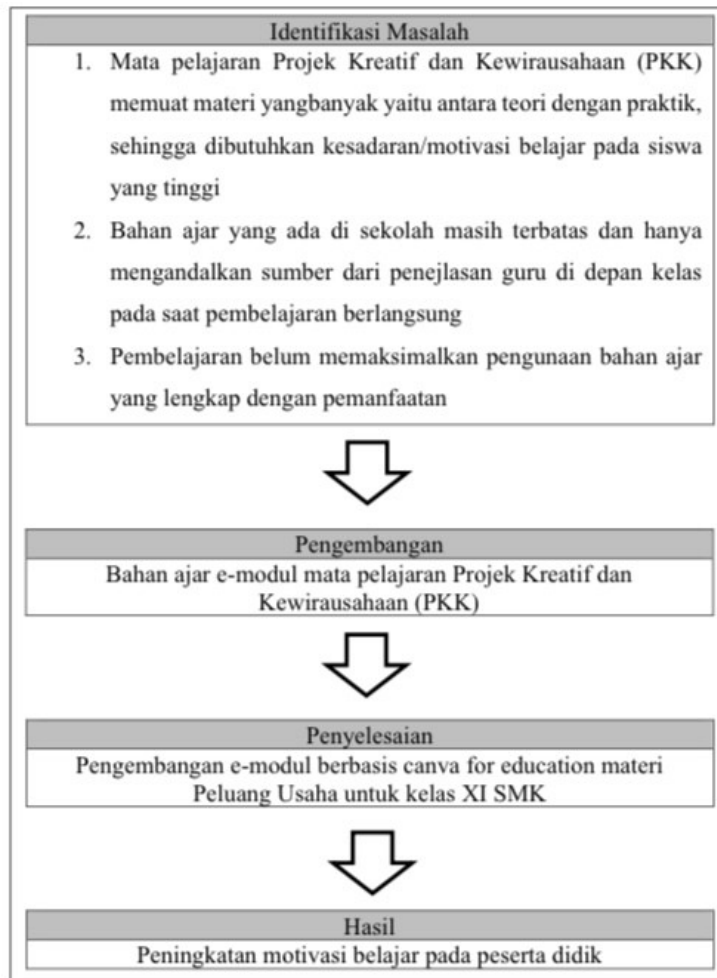 Identifikasi Masalah
1. Mata pelajaran Projek Kreatif dan Kewirausahaan (PKK)
memuat materi yangbanyak yaitu antara teori dengan praktik,
sehingga dibutuhkan kesadaran/motivasi belajar pada siswa
yang tinggi
2. Bahan ajar yang ada di sekolah masih terbatas dan hanya
mengandalkan sumber dari penejlasan guru di depan kelas
pada saat pembelajaran berlangsung
3. Pembelajaran belum memaksimalkan pengunaan bahan ajar
yang lengkap dengan pemanfaatan
Pengembangan
Bahan ajar e-modul mata pelajaran Projek Kreatif dan
Kewirausahaan (PKK)
Penyelesaian
Pengembangan e-modul berbasis canva for education materi
Peluang Usaha untuk kelas XI SMK
Hasil
Peningkatan motivasi belajar pada peserta didik